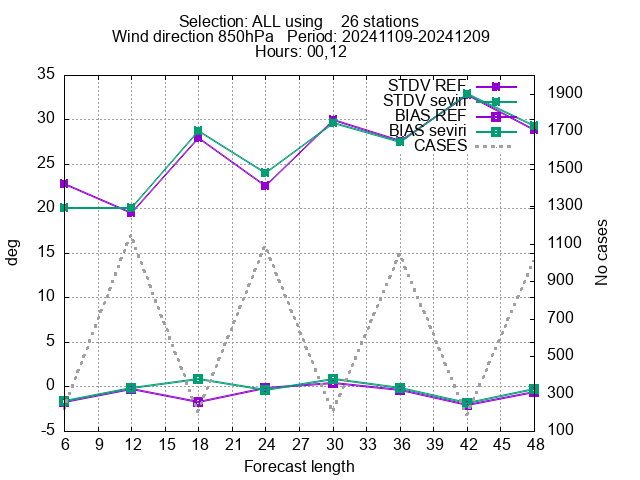 Selection: ALL using    26 stations
Wind direction 850hPa   Period: 20241109-20241209
Hours: 00,12
STDV REF
STDV seviri
BIAS REF
BIAS seviri
CASES
35
30
25
20
15
10
5
0
-5
deg
1900
1700
1500
1300
1100
900
700
500
300
100
No cases
6 9 12 15 18 21 24 27 30 33 36 39 42 45 48
Forecast length